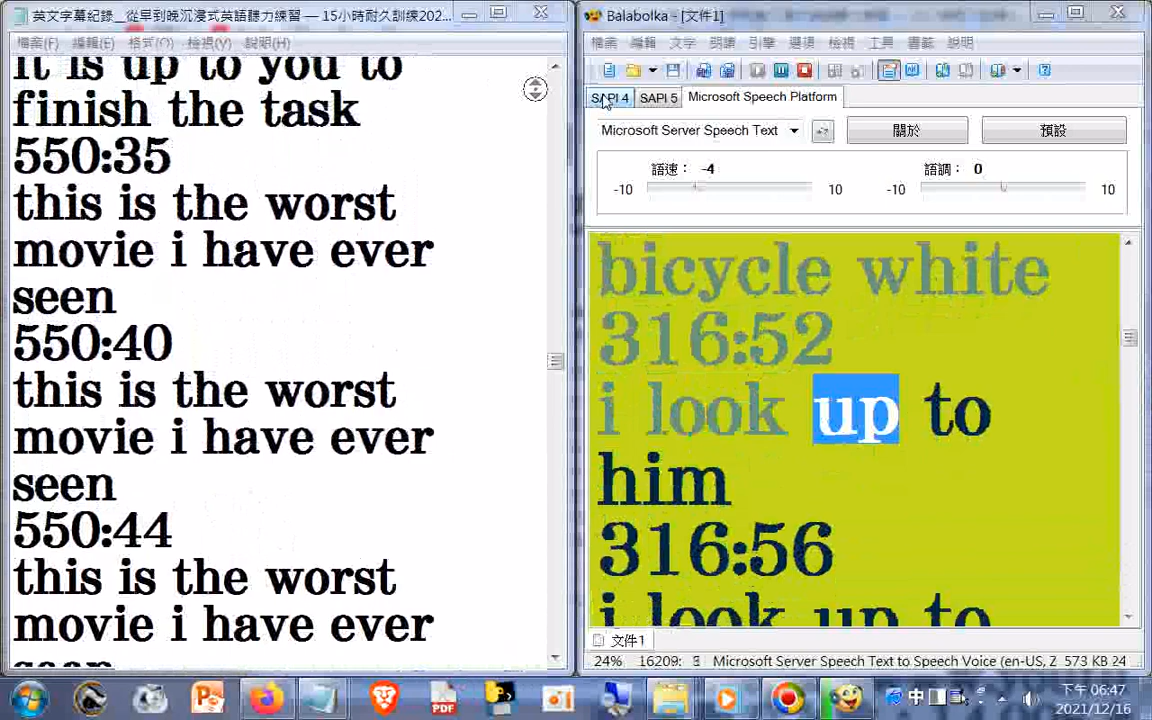 英文字幕紀錄__從早到晚沉浸式英語聽力練習 — 15小時耐久訓練202...
檔案(F) 編輯(E) 格式(O) 檢視(V) 說明(H)
it is up to you to
finish the task
550:35
this is the worst
movie i have ever
seen
550:40
this is the worst
movie i have ever
seen
550:44
this is the worst
movie i have ever
seen
Balabolka - [文件1]
檔案 編輯 文字 朗讀 引擎 選項 檢視 工具 書籤 說明
SAPI 4 SAPI 5 Microsoft Speech Platform
Microsoft Server Speech Text 關於 預設
語速： -4 語調： 0
-10 10 -10 10
bicycle white
316:52
i look up to
him
316:56
i look up to
文件1
24% 16209: Microsoft Server Speech Text to Speech Voice (en-US, Z 573 KB 24
PDF
中
下午 06:47
2021/12/16